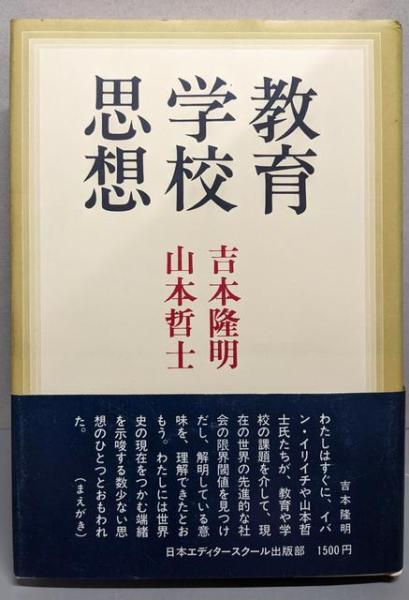 教育
学校
思想
吉本隆明
山本哲士
吉本隆明
わたしはすぐに、イバ
ン・イリイチや山本哲
士氏たちが、教育や学
校の課題を介して、現
在の世界の先進的な社
会の限界閾値を見つけ
だし、解明している意
味を、理解できたとお
もう。わたしには世界
史の現在をつかむ端緒
を示唆する数少ない思
想のひとつとおもわれ
た。
（まえがき）
日本エディタースクール出版部 1500円